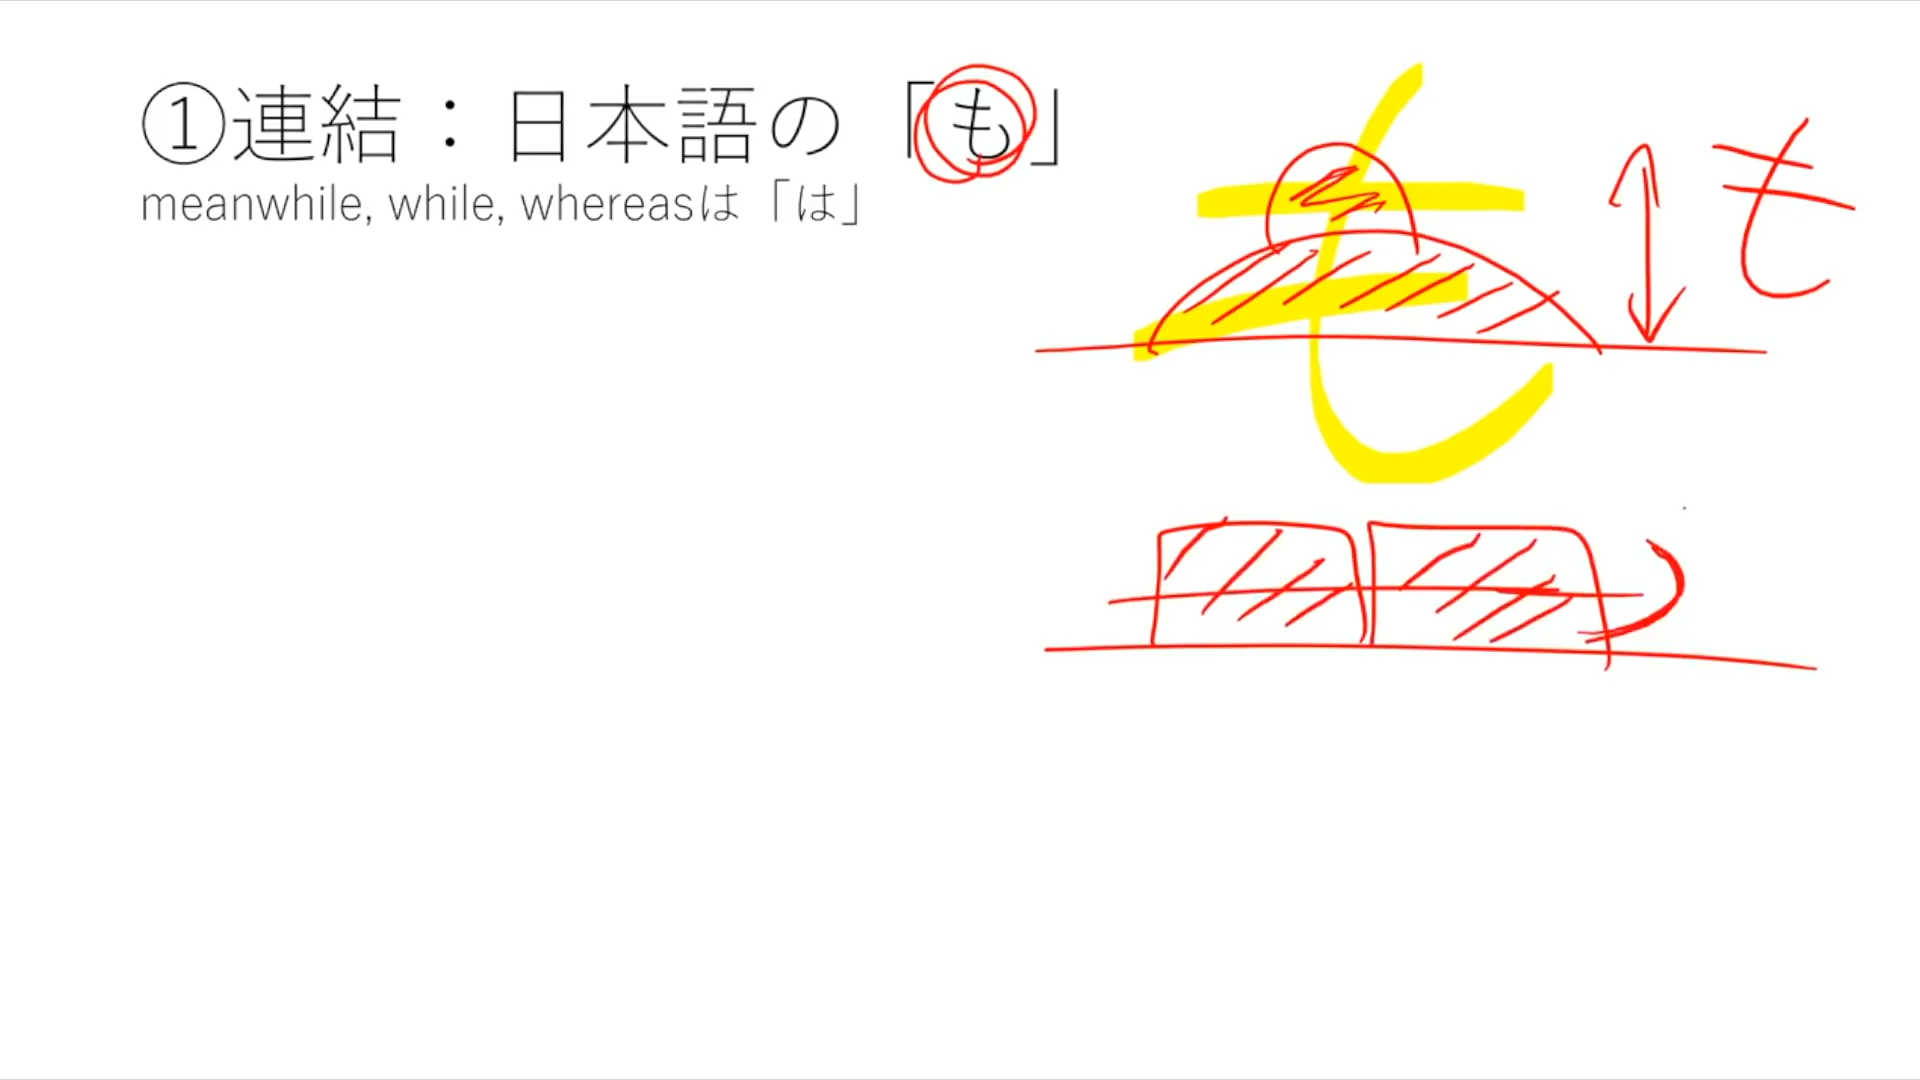 ①連結：日本語の「も」
meanwhile, while, whereasは「は」
も
も